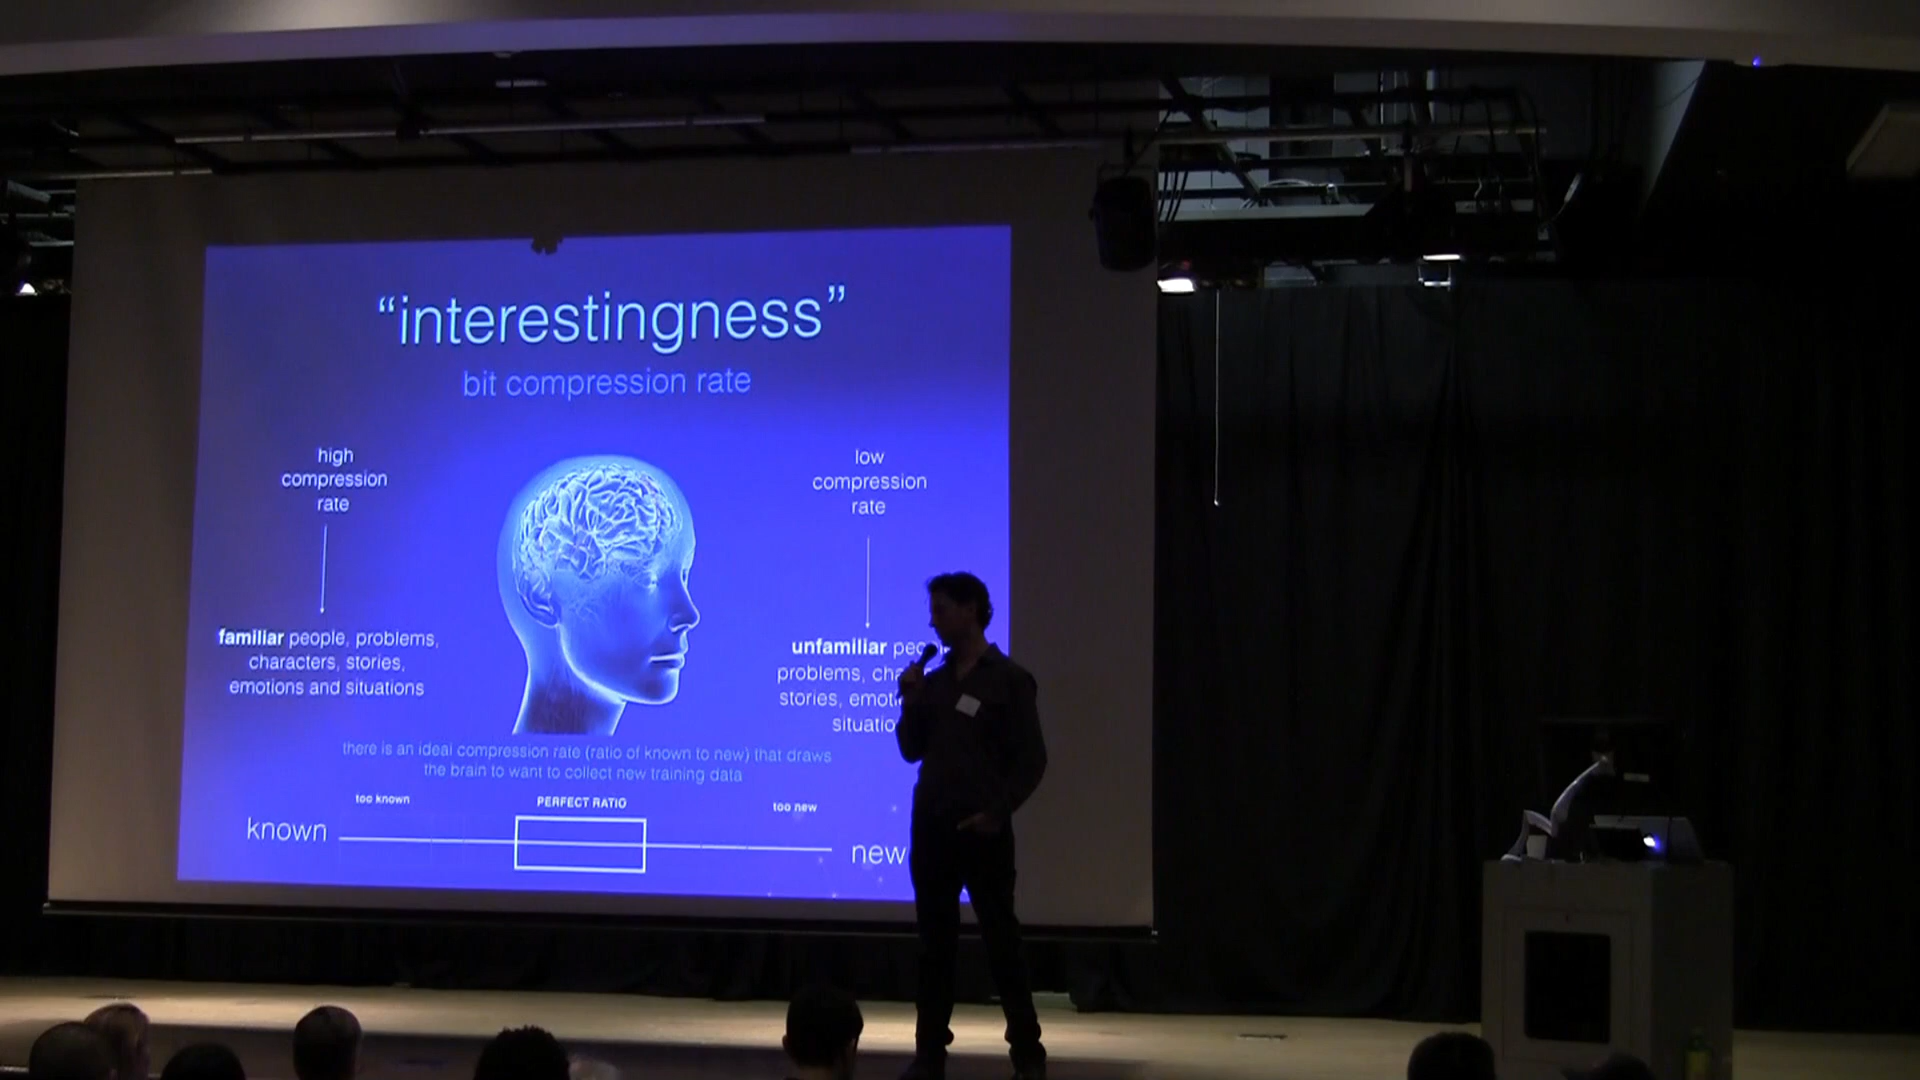 “interestingness”
bit compression rate
high
compression
rate
low
compression
rate
familiar people, problems,
characters, stories,
emotions and situations
unfamiliar
problems,
stories,
there is an ideal compression rate (ratio of known to new) that draws
the brain to want to collect new training data
too known
PERFECT RATIO
too new
known
new